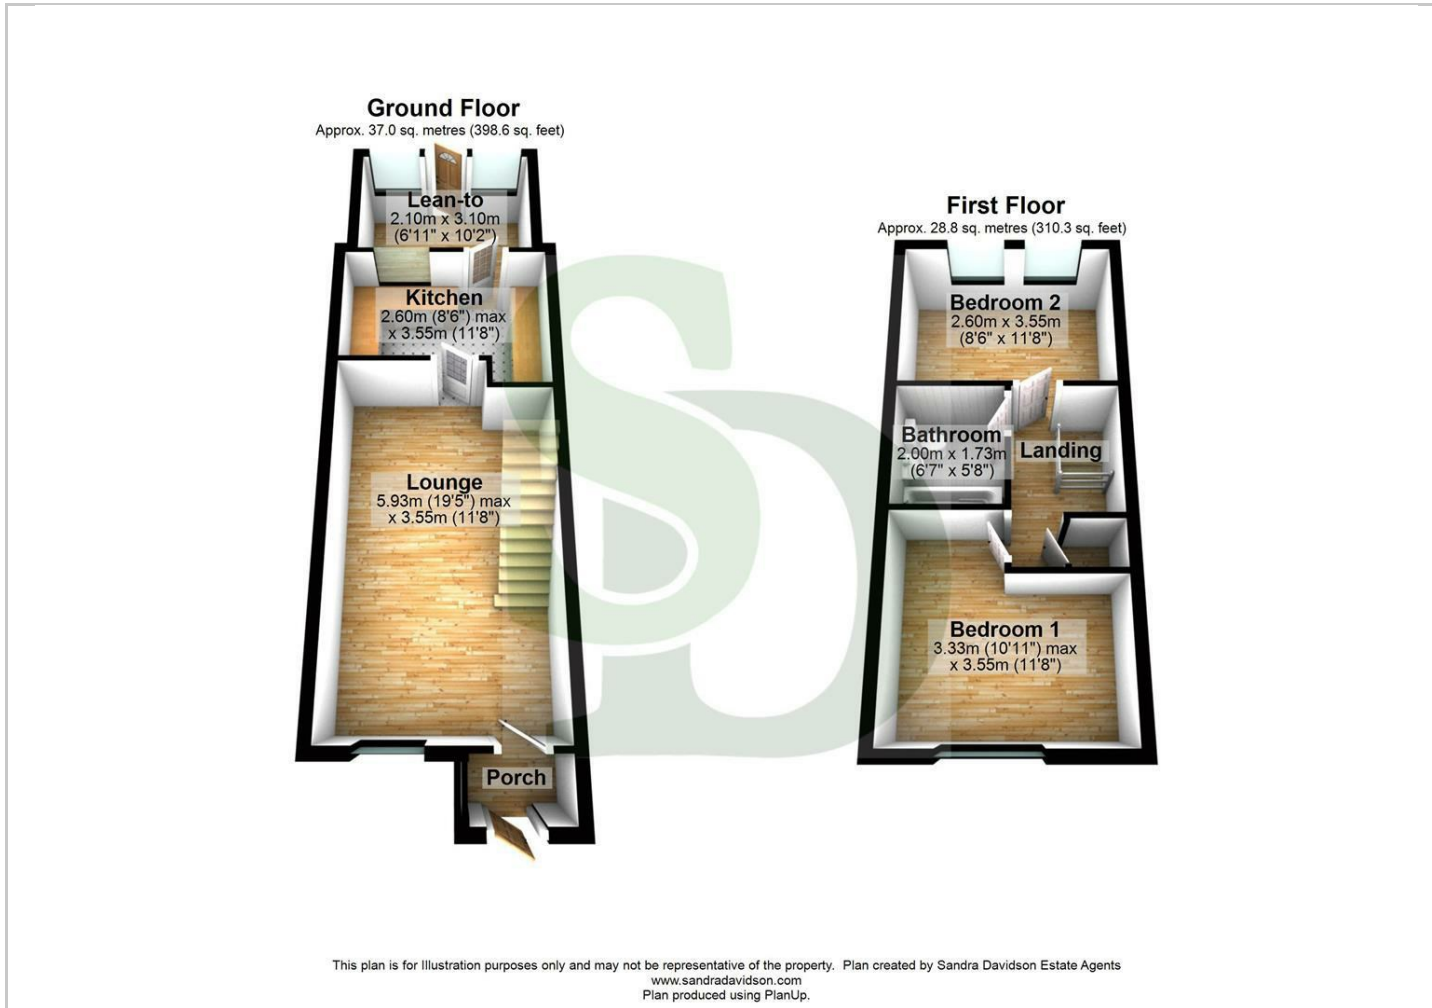 Ground Floor
Approx. 37.0 sq. metres (398.6 sq. feet)
Lean-to
2.10m x 3.10m
(6'11" x 10'2")
Kitchen
2.60m (8'6") max
x 3.55m (11'8")
Lounge
5.93m (19'5") max
x 3.55m (11'8")
Porch
First Floor
Approx. 28.8 sq. metres (310.3 sq. feet)
Bedroom 2
2.60m x 3.55m
(8'6" x 11'8")
Bathroom
2.00m x 1.73m
(6'7" x 5'8")
Landing
Bedroom 1
3.33m (10'11") max
x 3.55m (11'8")
SD
This plan is for Illustration purposes only and may not be representative of the property. Plan created by Sandra Davidson Estate Agents
www.sandradavidson.com
Plan produced using PlanUp.